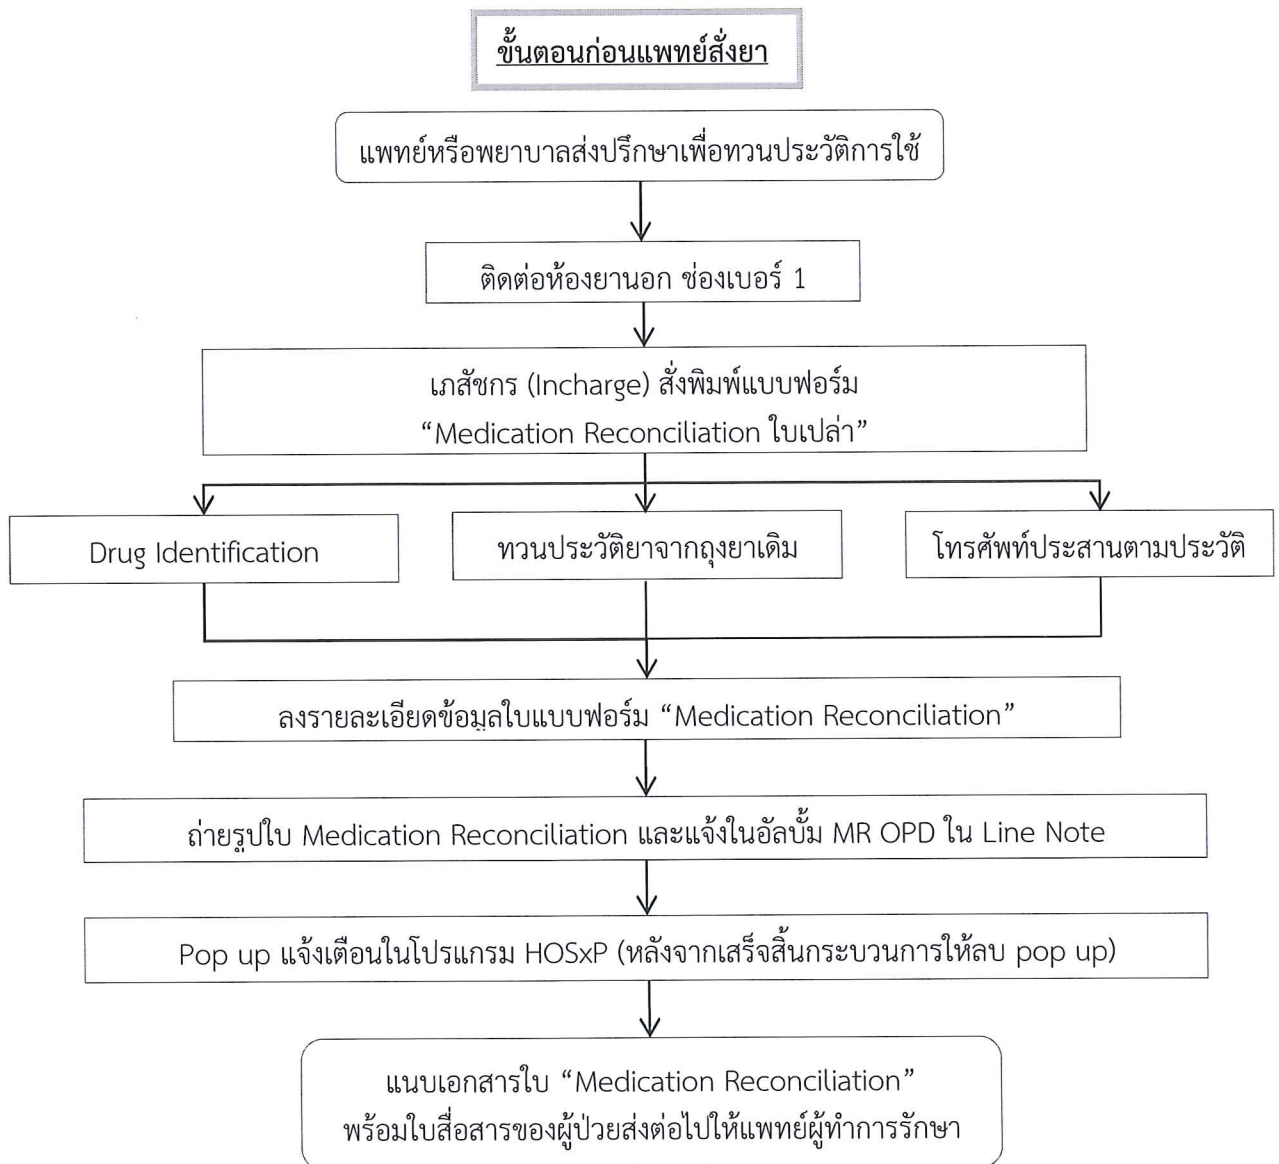 ขั้นตอนก่อนแพทย์สั่งยา
แพทย์หรือพยาบาลส่งปรึกษาเพื่อทวนประวัติการใช้
ติดต่อห้องยานอก ช่องเบอร์ 1
เภสัชกร (Incharge) สั่งพิมพ์แบบฟอร์ม
“Medication Reconciliation ใบเปล่า”
Drug Identification
ทวนประวัติยาจากถุงยาเดิม
โทรศัพท์ประสานตามประวัติ
ลงรายละเอียดข้อมูลใบแบบฟอร์ม “Medication Reconciliation”
ถ่ายรูปใบ Medication Reconciliation และแจ้งในอัลบั้ม MR OPD ใน Line Note
Pop up แจ้งเตือนในโปรแกรม HOSxP (หลังจากเสร็จสิ้นกระบวนการให้ลบ pop up)
แนบเอกสารใบ “Medication Reconciliation”
พร้อมใบสื่อสารของผู้ป่วยส่งต่อไปให้แพทย์ผู้ทำการรักษา